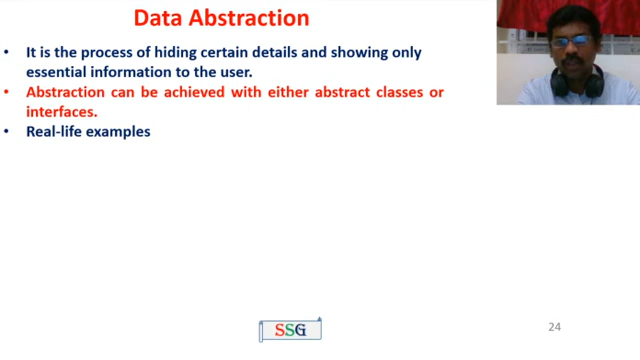 Data Abstraction
• It is the process of hiding certain details and showing only
essential information to the user.
• Abstraction can be achieved with either abstract classes or
interfaces.
• Real-life examples
SSG
24